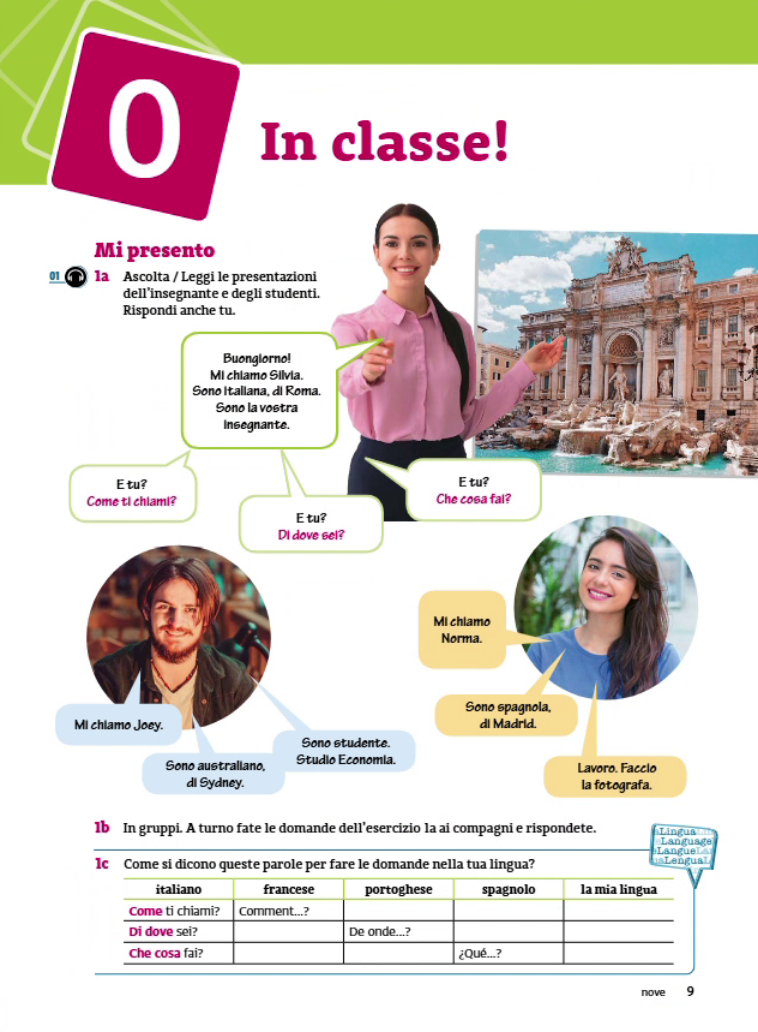 0
In classe!
Mi presento
01
1a Ascolta / Leggi le presentazioni
dell'insegnante e degli studenti.
Rispondi anche tu.
Buongiorno!
Mi chiamo Silvia.
Sono italiana, di Roma.
Sono la vostra
insegnante.
E tu?
Come ti chiami?
E tu?
Di dove sei?
E tu?
Che cosa fai?
Mi chiamo Joey.
Sono australiano,
di Sydney.
Sono studente.
Studio Economia.
Mi chiamo
Norma.
Sono spagnola,
di Madrid.
Lavoro. Faccio
la fotografa.
1b In gruppi. A turno fate le domande dell'esercizio 1a ai compagni e rispondete.
Lingua
Language
Langue
Lengua
1c Come si dicono queste parole per fare le domande nella tua lingua?
italiano francese portoghese spagnolo la mia lingua
Come ti chiami? Comment...?
Di dove sei? De onde...?
Che cosa fai? ¿Qué...?
nove 9